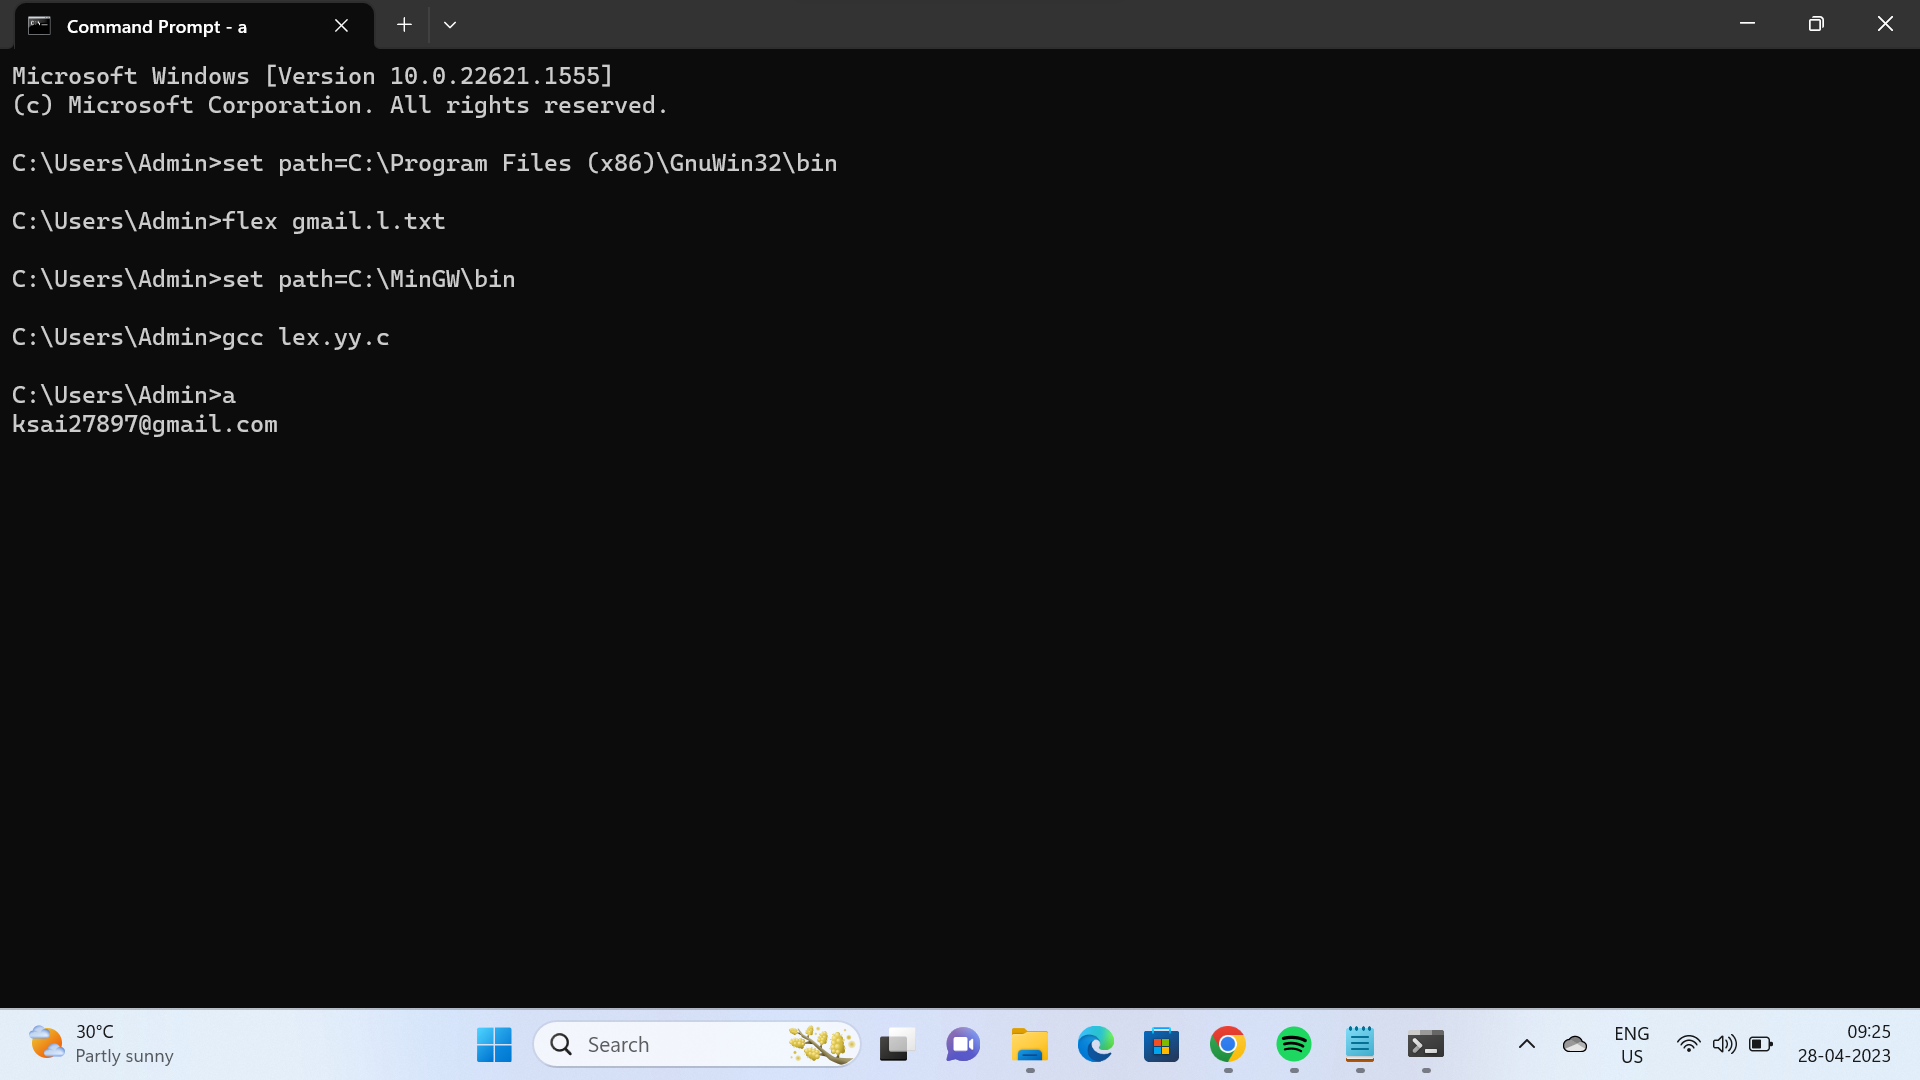 Command Prompt - a
Microsoft Windows [Version 10.0.22621.1555]
(c) Microsoft Corporation. All rights reserved.
C:\Users\Admin>set path=C:\Program Files (x86)\GnuWin32\bin
C:\Users\Admin>flex gmail.l.txt
C:\Users\Admin>set path=C:\MinGW\bin
C:\Users\Admin>gcc lex.yy.c
C:\Users\Admin>a
ksai27897@gmail.com
30°C
Partly sunny
Search
ENG
US
09:25
28-04-2023